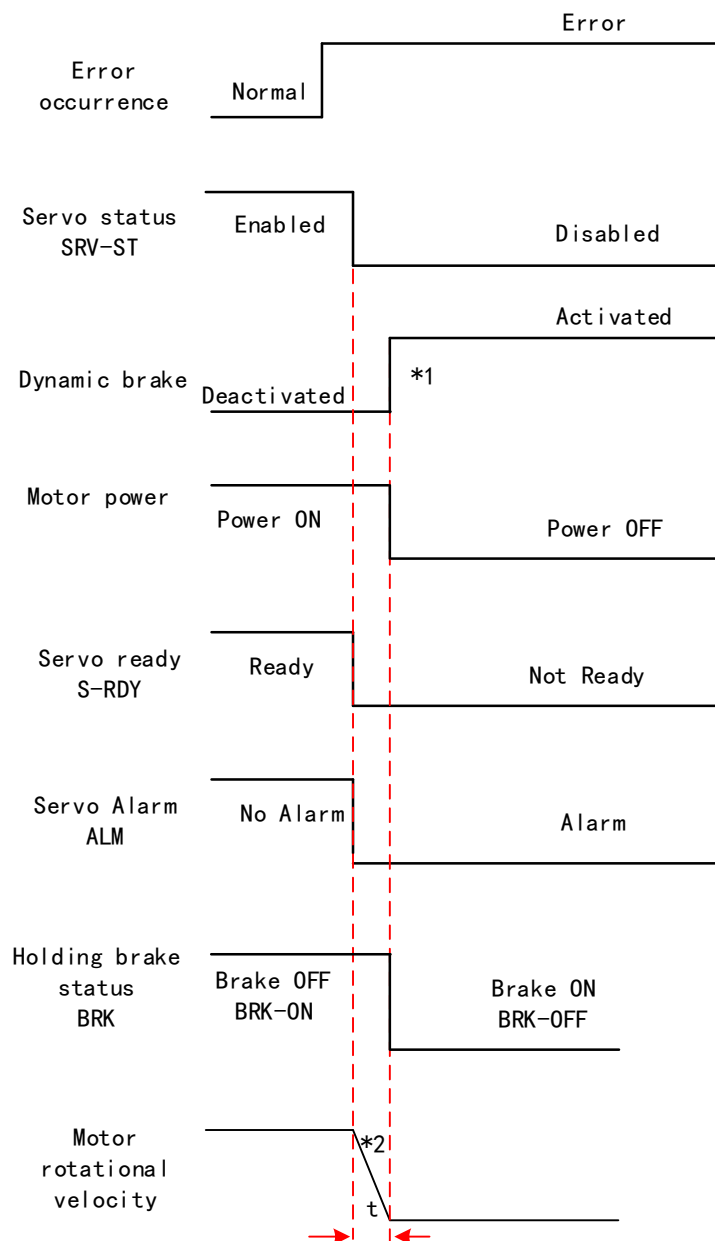 Error
Error
occurrence
Normal
Servo status
SRV-ST
Enabled
Disabled
Activated
Dynamic brake
*1
Deactivated
Motor power
Power ON
Power OFF
Servo ready
S-RDY
Ready
Not Ready
Servo Alarm
ALM
No Alarm
Alarm
Holding brake
status
BRK
Brake OFF
BRK-ON
Brake ON
BRK-OFF
Motor
rotational
velocity
*2
t